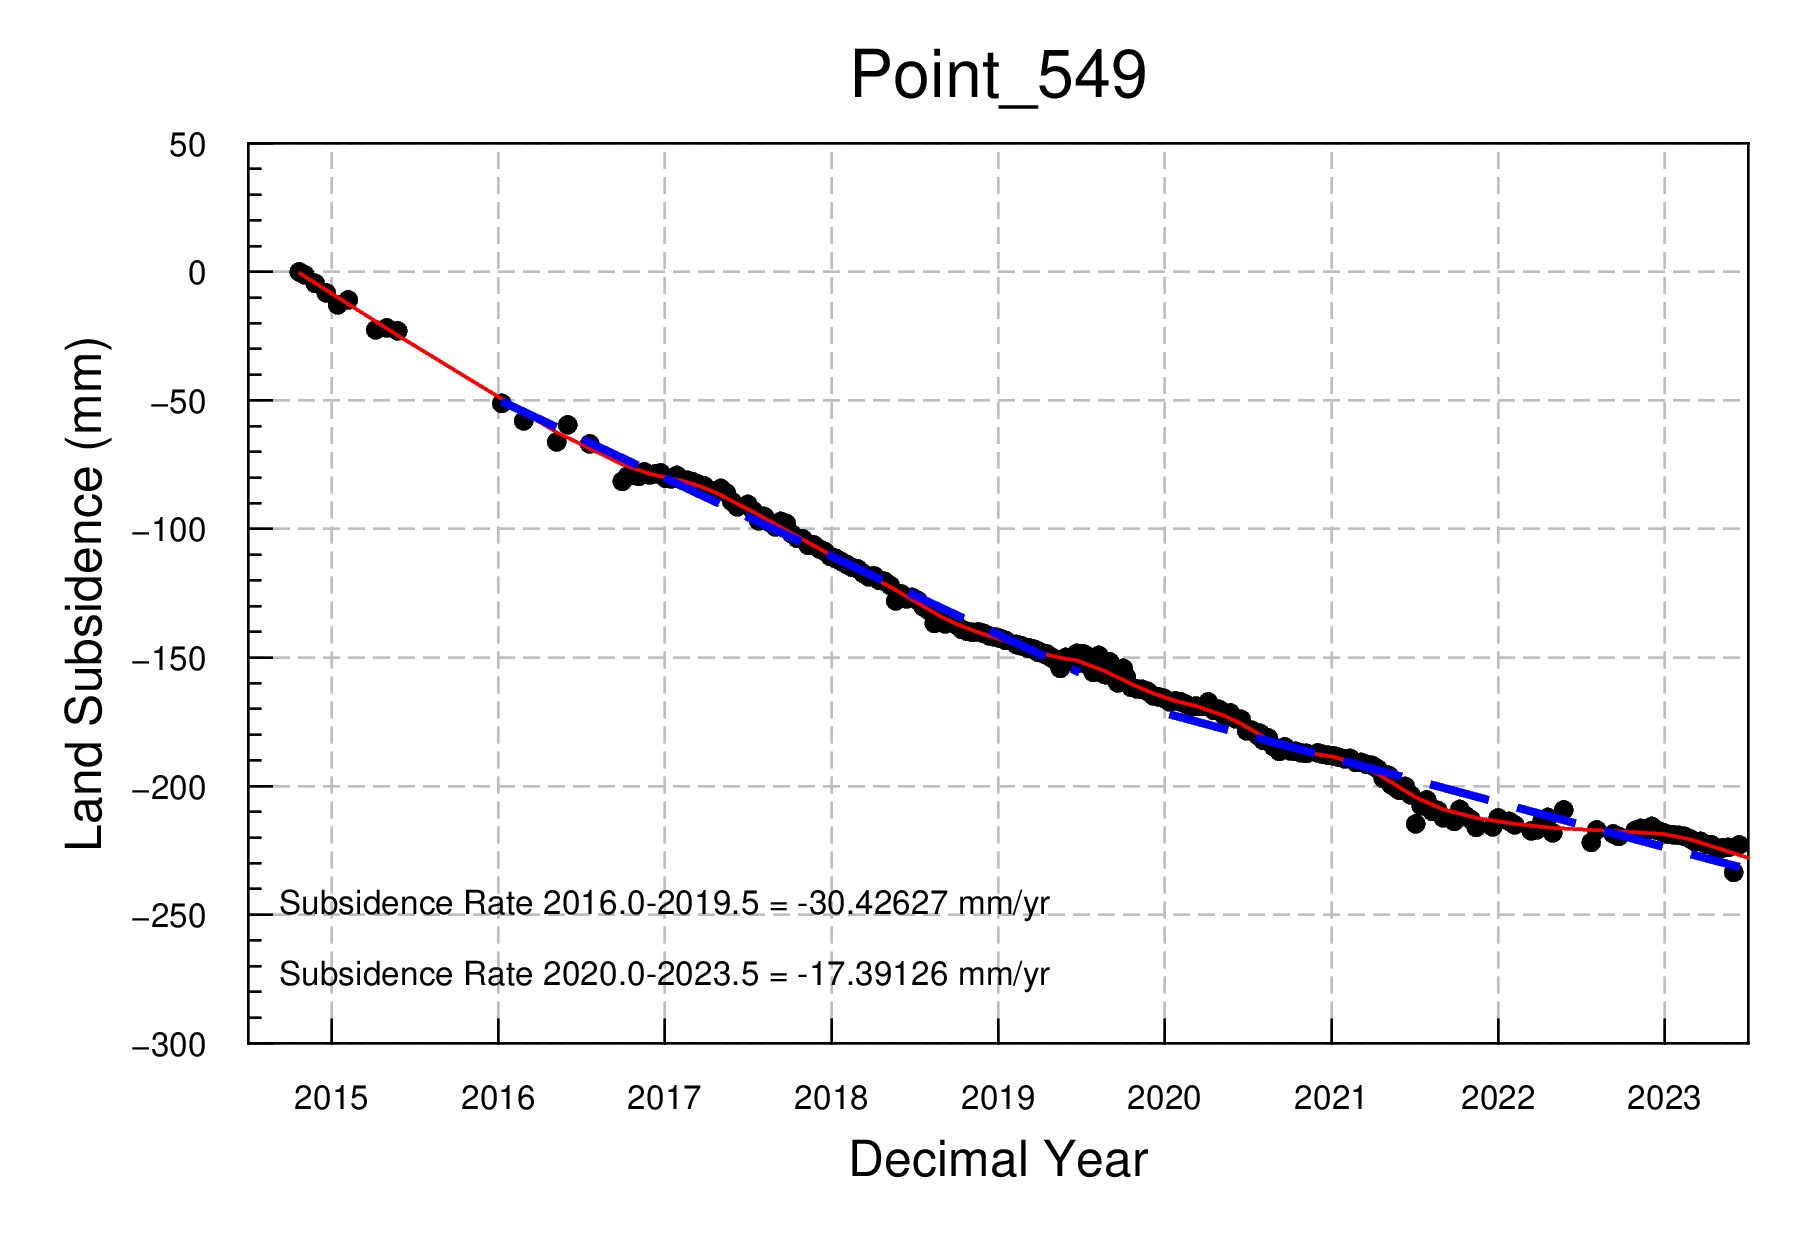 Point_549
50
0
−50
−100
−150
−200
−250
−300
Land Subsidence (mm)
Subsidence Rate 2016.0-2019.5 = -30.42627 mm/yr
Subsidence Rate 2020.0-2023.5 = -17.39126 mm/yr
2015 2016 2017 2018 2019 2020 2021 2022 2023
Decimal Year